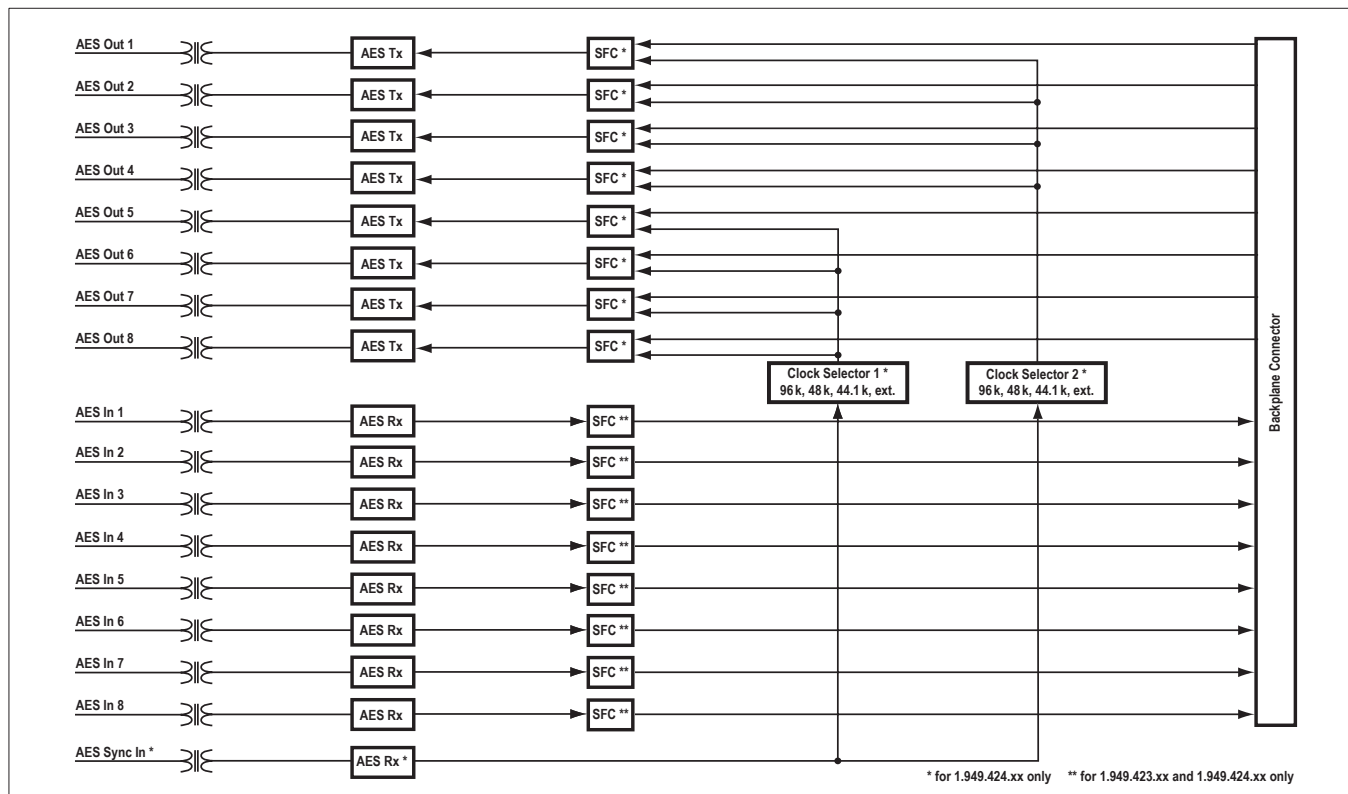 AES Out 1 AES Tx SFC *
AES Out 2 AES Tx SFC *
AES Out 3 AES Tx SFC *
AES Out 4 AES Tx SFC *
AES Out 5 AES Tx SFC *
AES Out 6 AES Tx SFC *
AES Out 7 AES Tx SFC *
AES Out 8 AES Tx SFC *
Clock Selector 1 *
96 k, 48 k, 44.1 k, ext.
Clock Selector 2 *
96 k, 48 k, 44.1 k, ext.
Backplane Connector
AES In 1 AES Rx SFC **
AES In 2 AES Rx SFC **
AES In 3 AES Rx SFC **
AES In 4 AES Rx SFC **
AES In 5 AES Rx SFC **
AES In 6 AES Rx SFC **
AES In 7 AES Rx SFC **
AES In 8 AES Rx SFC **
AES Sync In * AES Rx *
* for 1.949.424.xx only ** for 1.949.423.xx and 1.949.424.xx only